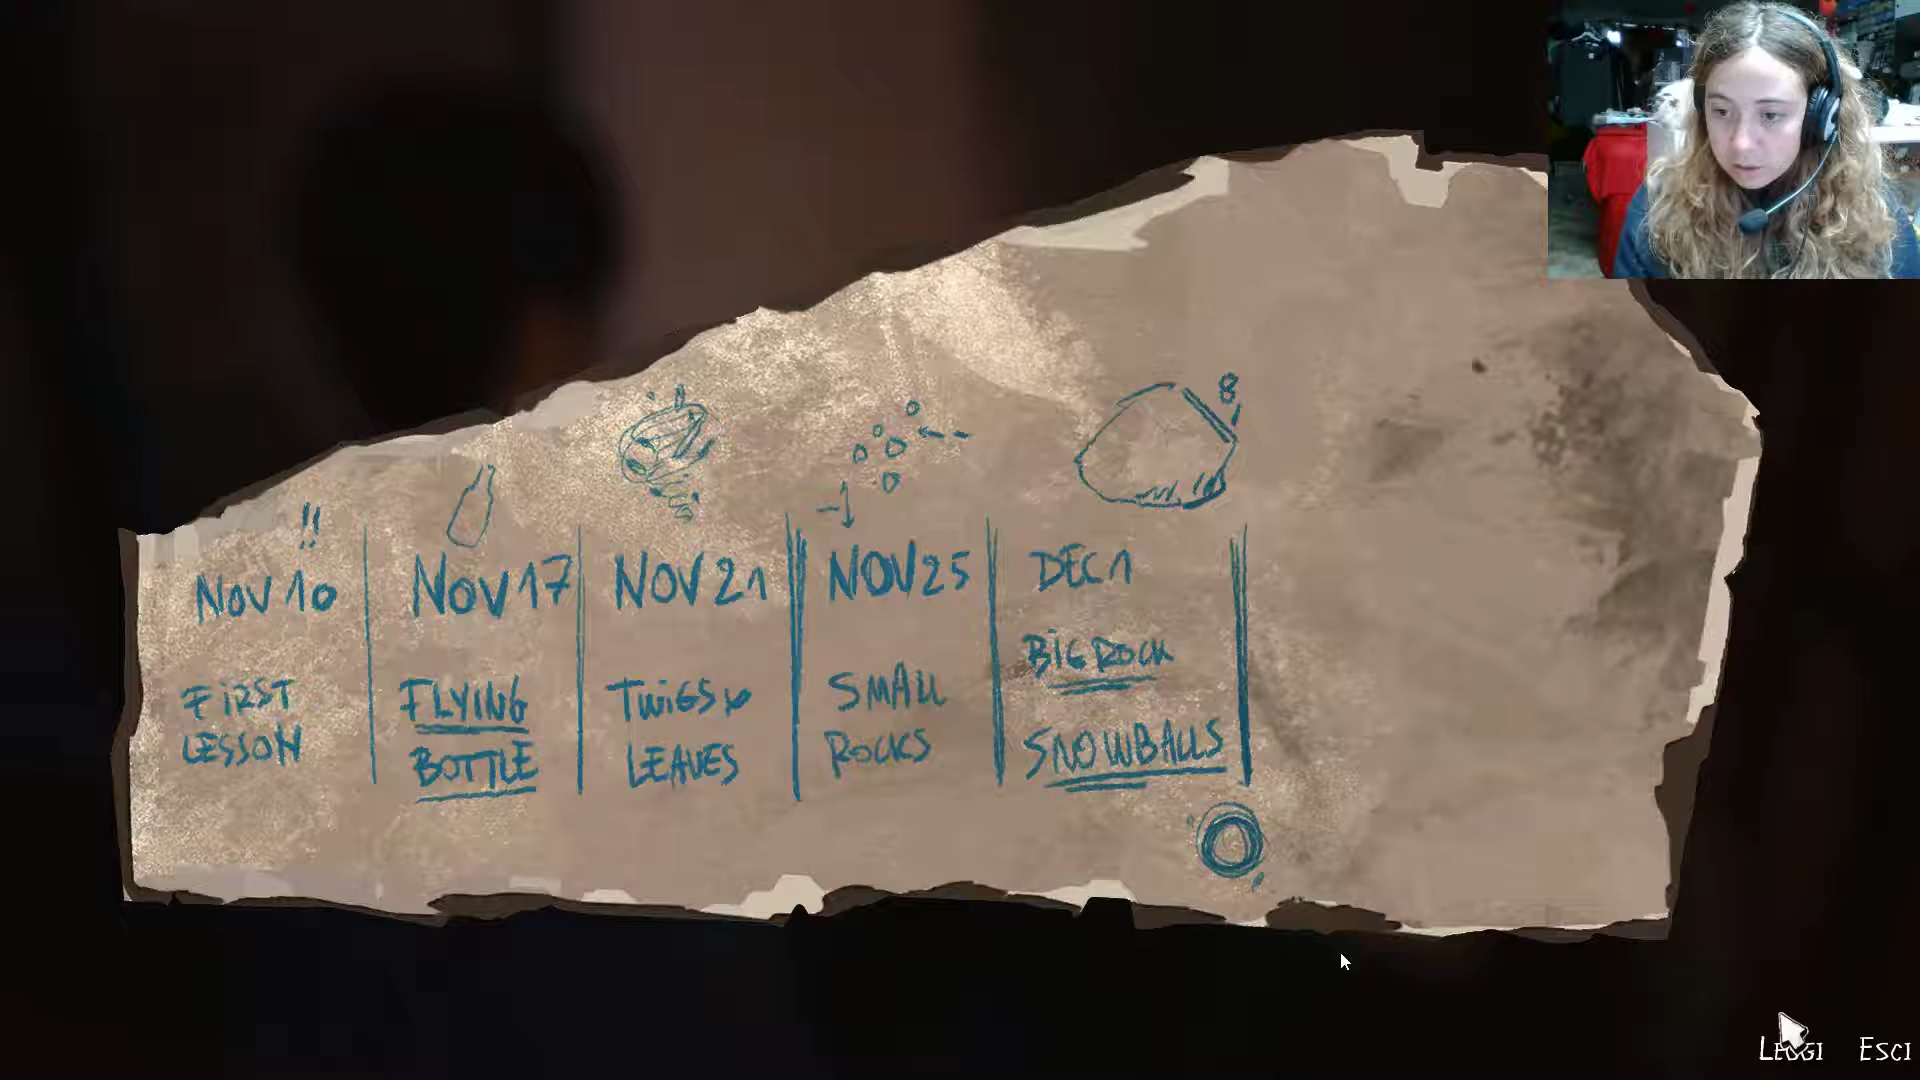 !!
8
NOV 10
NOV 17
NOV 21
NOV 25
DEC 1
FIRST
LESSON
FLYING
BOTTLE
TWIGS
LEAVES
SMALL
ROCKS
BIG ROCK
SNOWBALLS
LEGGI
ESCI